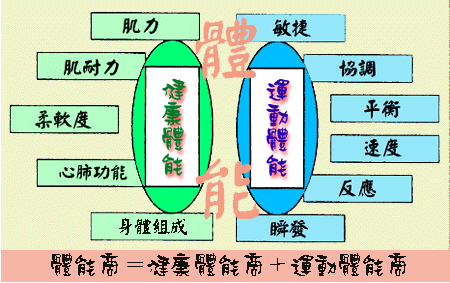 體能
健康體能
肌力
肌耐力
柔軟度
心肺功能
身體組成
運動體能
敏捷
協調
平衡
速度
反應
瞬發
體能商＝健康體能商＋運動體能商